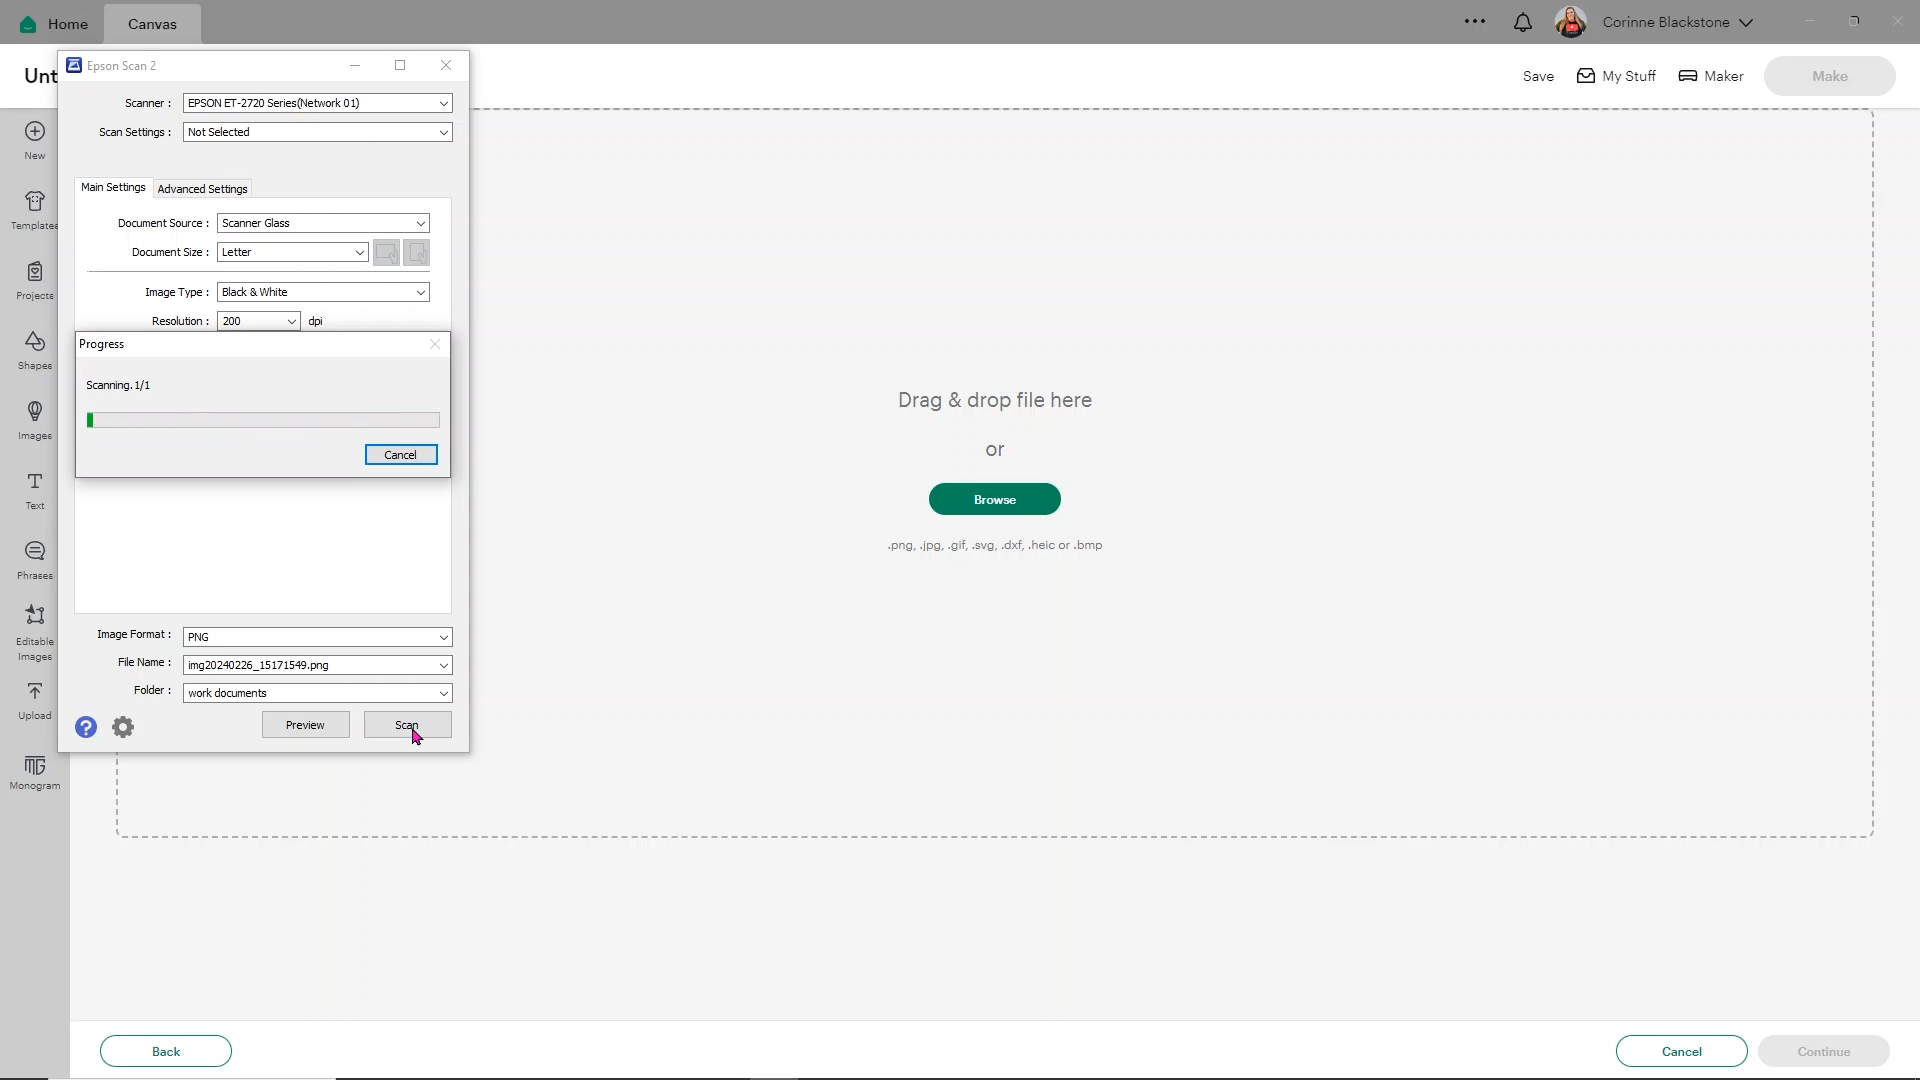 Home
Canvas
Corinne Blackstone
Unt
Save
My Stuff
Maker
Make
Epson Scan 2
Scanner :
EPSON ET-2720 Series(Network 01)
Scan Settings :
Not Selected
Main Settings
Advanced Settings
Document Source :
Scanner Glass
Document Size :
Letter
Image Type :
Black & White
Resolution :
200
dpi
Progress
Scanning. 1/1
Cancel
Image Format :
PNG
File Name :
img20240226_15171549.png
Folder :
work documents
?
Preview
Scan
New
Templates
Projects
Shapes
Images
Text
Phrases
Editable
Images
Upload
Monogram
Drag & drop file here
or
Browse
.png, .jpg, .gif, .svg, .dxf, .heic or .bmp
Back
Cancel
Continue